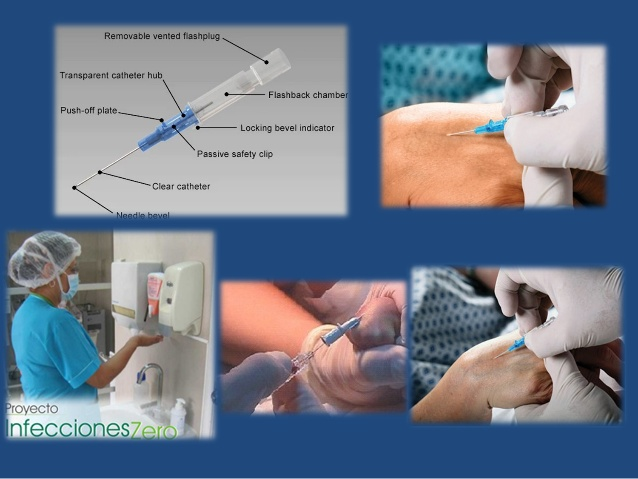 Removable vented flashplug
Transparent catheter hub
Flashback chamber
Push-off plate
Locking bevel indicator
Passive safety clip
Clear catheter
Needle bevel
Proyecto
InfeccionesZero